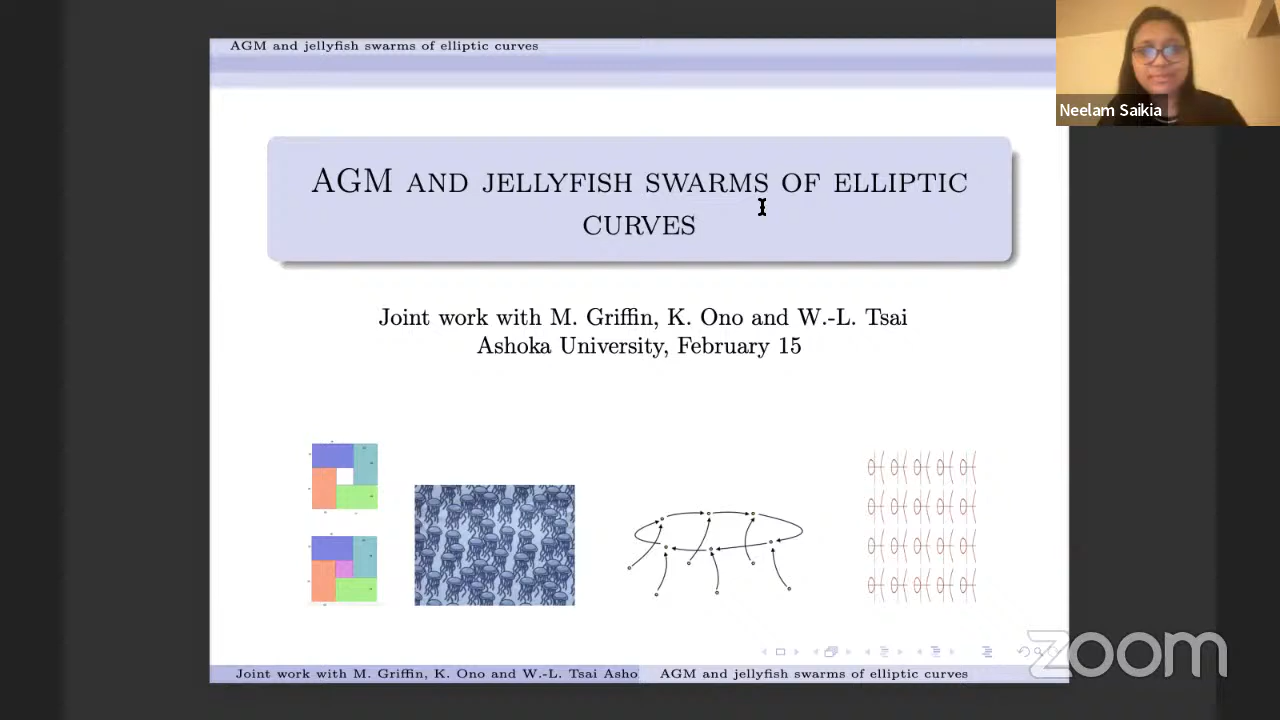 AGM and jellyfish swarms of elliptic curves
Neelam Saikia
AGM AND JELLYFISH SWARMS OF ELLIPTIC
CURVES
Joint work with M. Griffin, K. Ono and W.-L. Tsai
Ashoka University, February 15
zoom
Joint work with M. Griffin, K. Ono and W.-L. Tsai Asho
AGM and jellyfish swarms of elliptic curves